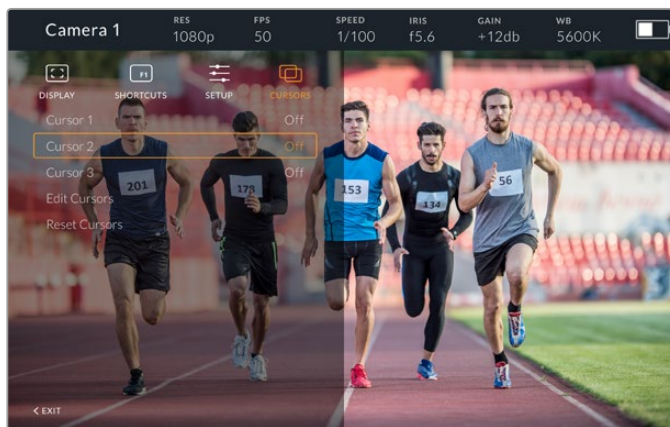 Camera 1
RES
1080p
FPS
50
SPEED
1/100
IRIS
f5.6
GAIN
+12db
WB
5600K
DISPLAY
F1
SHORTCUTS
SETUP
CURSORS
Cursor 1 Off
Cursor 2 Off
Cursor 3 Off
Edit Cursors
Reset Cursors
201
178
153
134
56
< EXIT